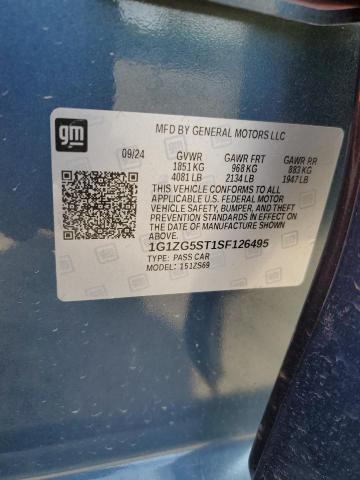 gm
MFD BY GENERAL MOTORS LLC
09/24 GVWR GAWR FRT GAWR RR
1851 KG 968 KG 883 KG
4081 LB 2134 LB 1947 LB
THIS VEHICLE CONFORMS TO ALL
APPLICABLE U.S. FEDERAL MOTOR
VEHICLE SAFETY, BUMPER, AND THEFT
PREVENTION STANDARDS IN EFFECT ON
THE DATE OF MANUFACTURE SHOWN
ABOVE.
1G1ZG5ST1SF126495
TYPE: PASS CAR
MODEL: 151ZS69